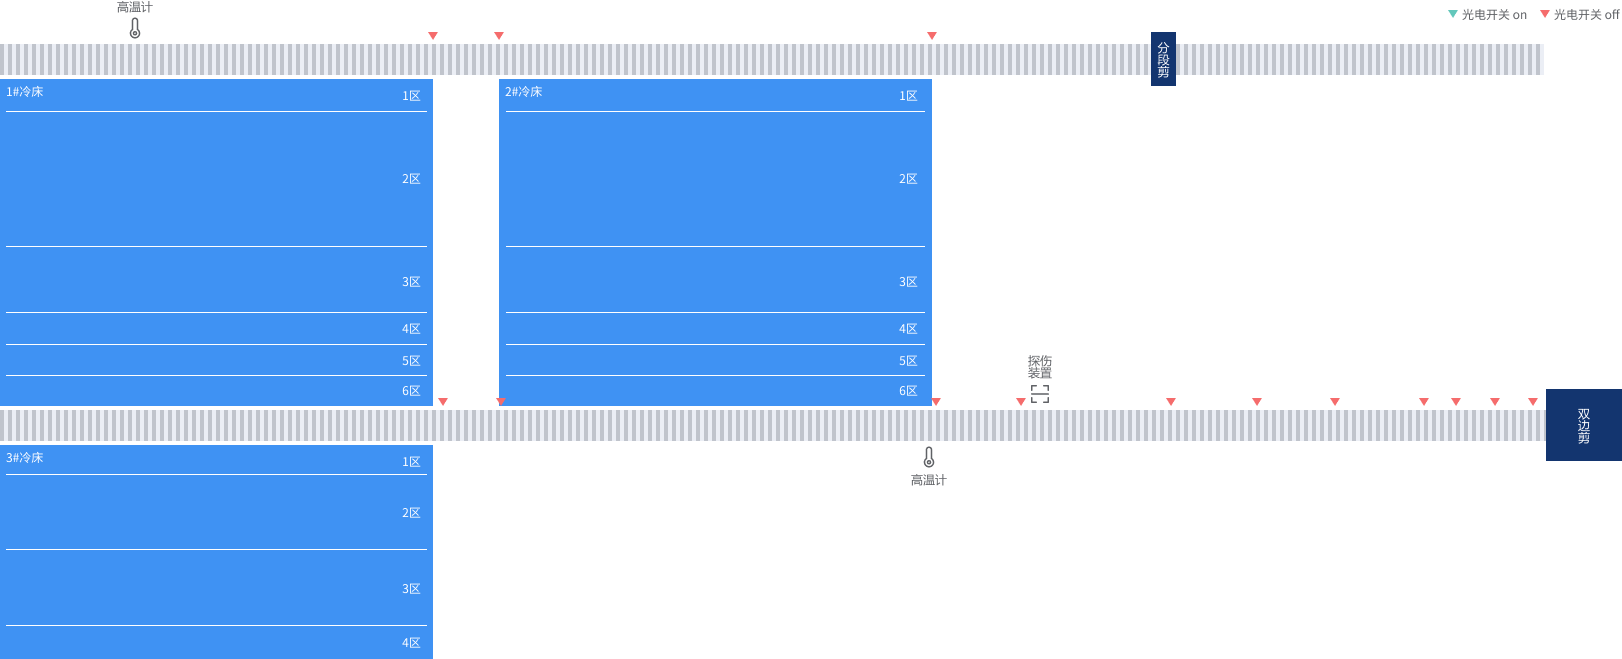 高温计
光电开关 on
光电开关 off
分段剪
1#冷床
1区
2区
3区
4区
5区
6区
2#冷床
1区
2区
3区
4区
5区
6区
探伤
装置
双边剪
3#冷床
1区
2区
3区
4区
高温计